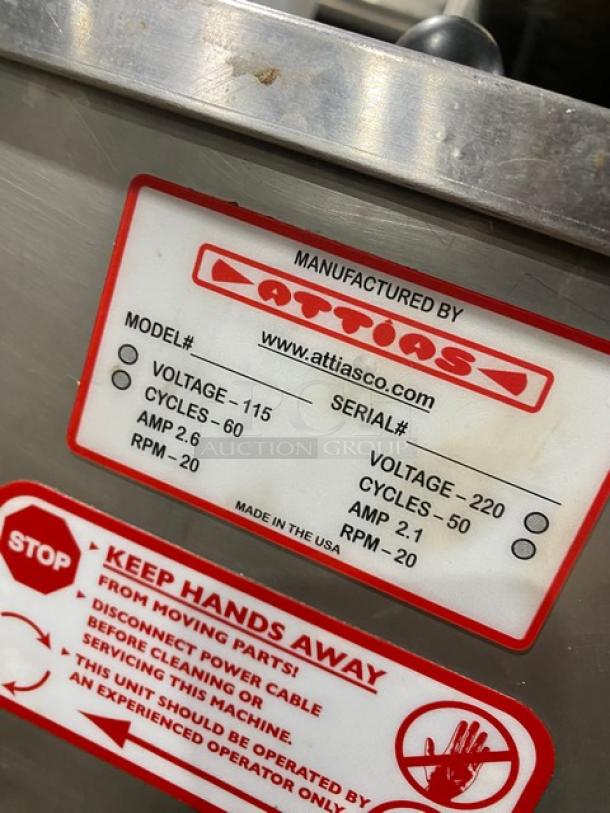 MANUFACTURED BY
ATTIAS
www.attiasco.com
MODEL#
SERIAL#
VOLTAGE-115
CYCLES-60
AMP 2.6
RPM-20
VOLTAGE-220
CYCLES-50
AMP 2.1
RPM-20
MADE IN THE USA
AUCTION GROUP
STOP
KEEP HANDS AWAY
FROM MOVING PARTS!
DISCONNECT POWER CABLE
BEFORE CLEANING OR
SERVICING THIS MACHINE.
THIS UNIT SHOULD BE OPERATED BY
AN EXPERIENCED OPERATOR ONLY